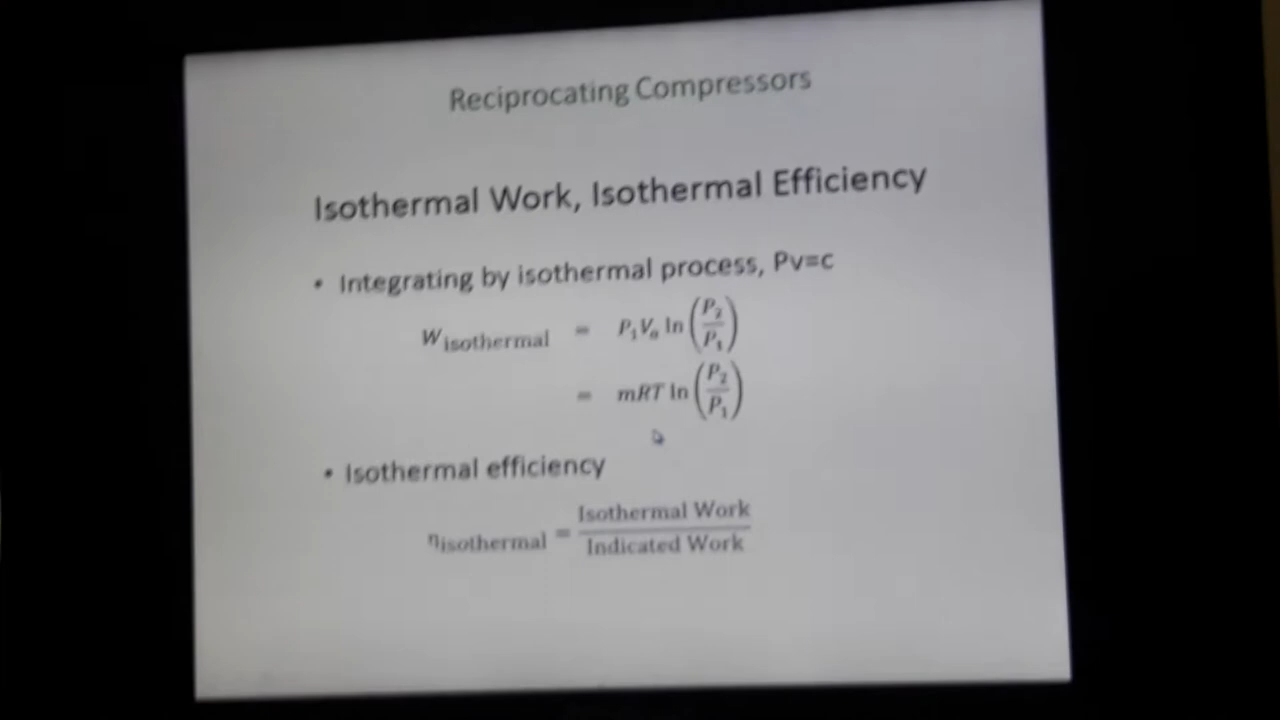 Reciprocating Compressors
Isothermal Work, Isothermal Efficiency
• Integrating by isothermal process, Pv=c
W_isothermal = P₁Vₐ ln(P₂/P₁)
= mRT ln(P₂/P₁)
• Isothermal efficiency
η_isothermal = Isothermal Work / Indicated Work